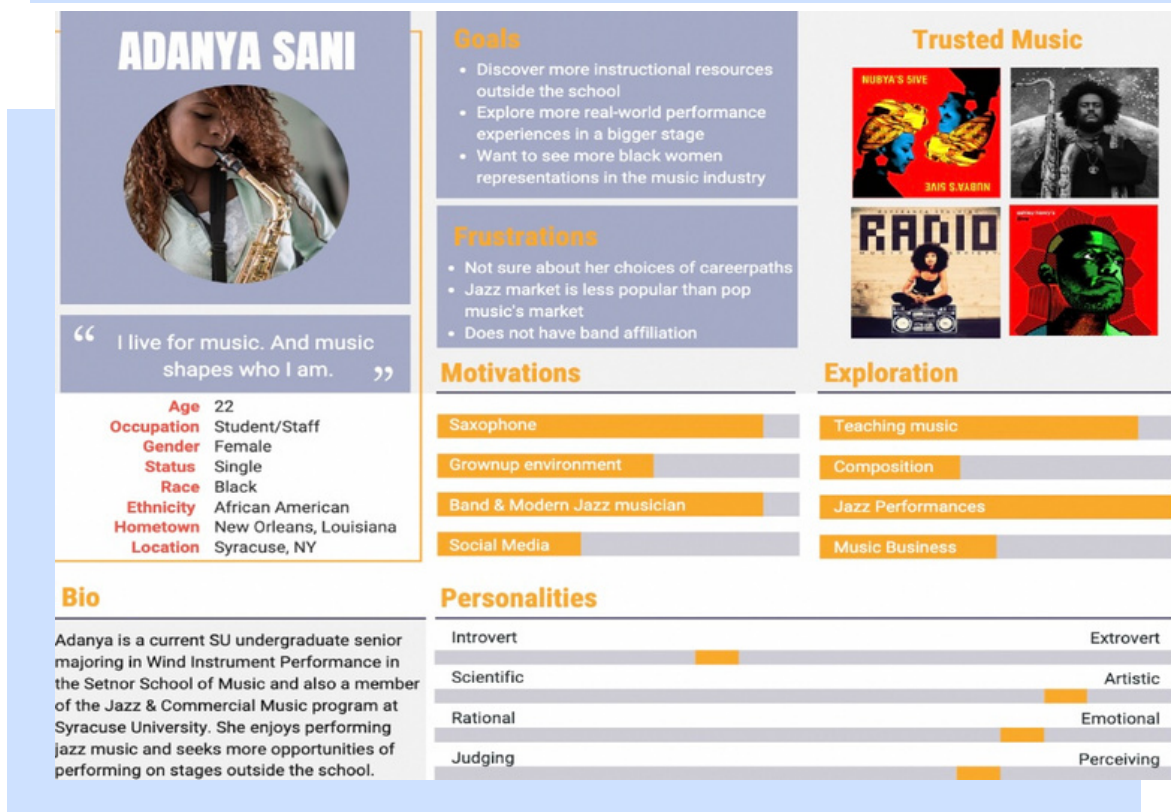 ADANYA SANI
“ I live for music. And music
shapes who I am. ”
Age 22
Occupation Student/Staff
Gender Female
Status Single
Race Black
Ethnicity African American
Hometown New Orleans, Louisiana
Location Syracuse, NY
Goals
• Discover more instructional resources
outside the school
• Explore more real-world performance
experiences in a bigger stage
• Want to see more black women
representations in the music industry
Frustrations
• Not sure about her choices of careerpaths
• Jazz market is less popular than pop
music's market
• Does not have band affiliation
Trusted Music
NUBYA'S 5IVE
NUBYA'S 5IVE
RADIO
Motivations
Saxophone
Grownup environment
Band & Modern Jazz musician
Social Media
Exploration
Teaching music
Composition
Jazz Performances
Music Business
Bio
Adanya is a current SU undergraduate senior
majoring in Wind Instrument Performance in
the Setnor School of Music and also a member
of the Jazz & Commercial Music program at
Syracuse University. She enjoys performing
jazz music and seeks more opportunities of
performing on stages outside the school.
Personalities
Introvert Extrovert
Scientific Artistic
Rational Emotional
Judging Perceiving